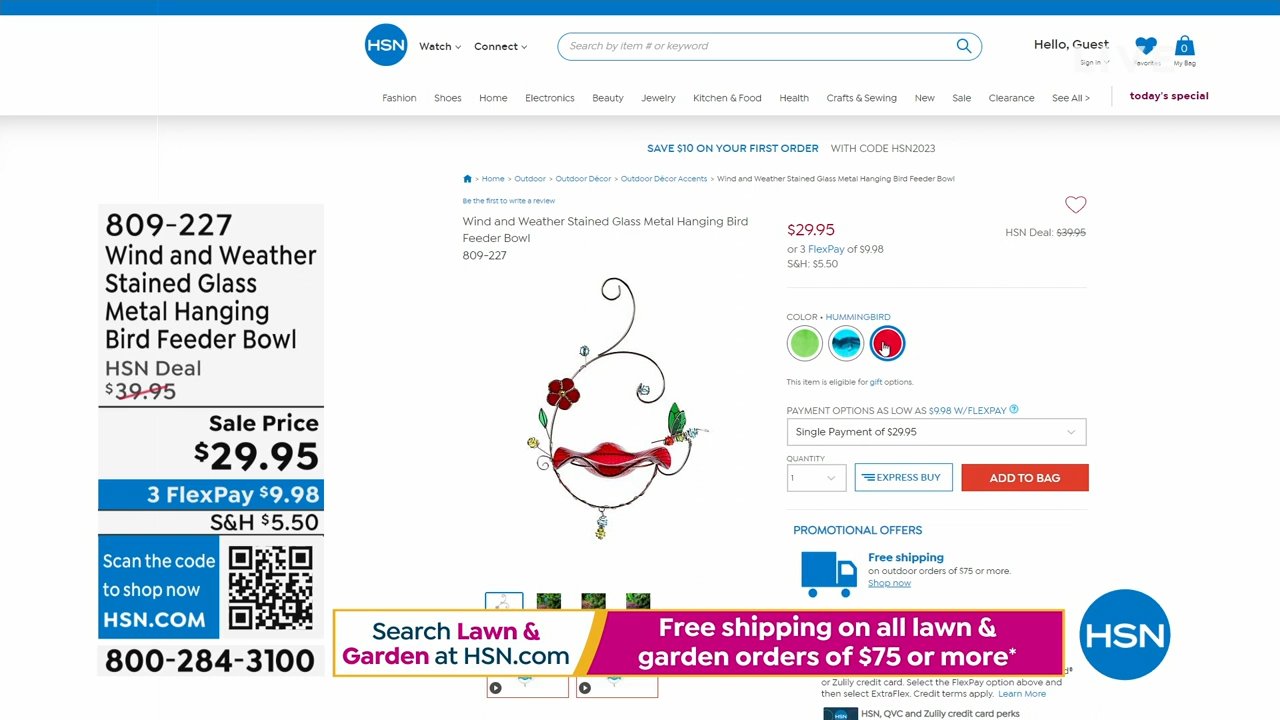 HSN
Watch
Connect
Search by item # or keyword
Hello, Guest
Sign In
Favorites
0
My Bag
Fashion
Shoes
Home
Electronics
Beauty
Jewelry
Kitchen & Food
Health
Crafts & Sewing
New
Sale
Clearance
See All >
today's special
SAVE $10 ON YOUR FIRST ORDER WITH CODE HSN2023
> Home > Outdoor > Outdoor Décor > Outdoor Décor Accents > Wind and Weather Stained Glass Metal Hanging Bird Feeder Bowl
Be the first to write a review
Wind and Weather Stained Glass Metal Hanging Bird
Feeder Bowl
809-227
$29.95
HSN Deal: $39.95
or 3 FlexPay of $9.98
S&H: $5.50
COLOR • HUMMINGBIRD
This item is eligible for gift options.
PAYMENT OPTIONS AS LOW AS $9.98 W/FLEXPAY ?
Single Payment of $29.95
QUANTITY
1
EXPRESS BUY
ADD TO BAG
PROMOTIONAL OFFERS
Free shipping
on outdoor orders of $75 or more.
Shop now
or Zulily credit card. Select the FlexPay option above and
then select ExtraFlex. Credit terms apply. Learn More
HSN
HSN, QVC and Zulily credit card perks
809-227
Wind and Weather
Stained Glass
Metal Hanging
Bird Feeder Bowl
HSN Deal
$39.95
Sale Price
$29.95
3 FlexPay $9.98
S&H $5.50
Scan the code
to shop now
HSN.COM
800-284-3100
Search Lawn &
Garden at HSN.com
Free shipping on all lawn &
garden orders of $75 or more*
HSN